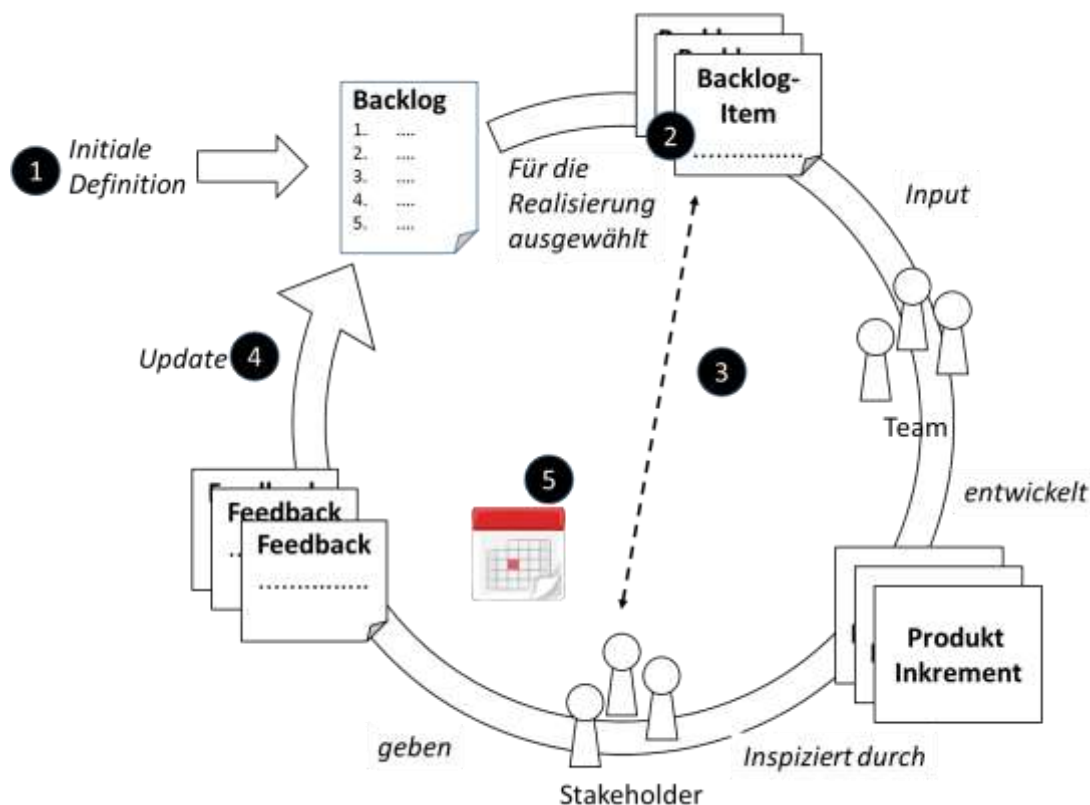 Backlog
1. ....
2. ....
3. ....
4. ....
5. ....
Backlog-
Item
....................
1
Initiale
Definition
2
Für die
Realisierung
ausgewählt
Input
Update
4
3
Team
5
entwickelt
Feedback
Feedback
....................
Produkt
Inkrement
geben
Inspiziert durch
Stakeholder